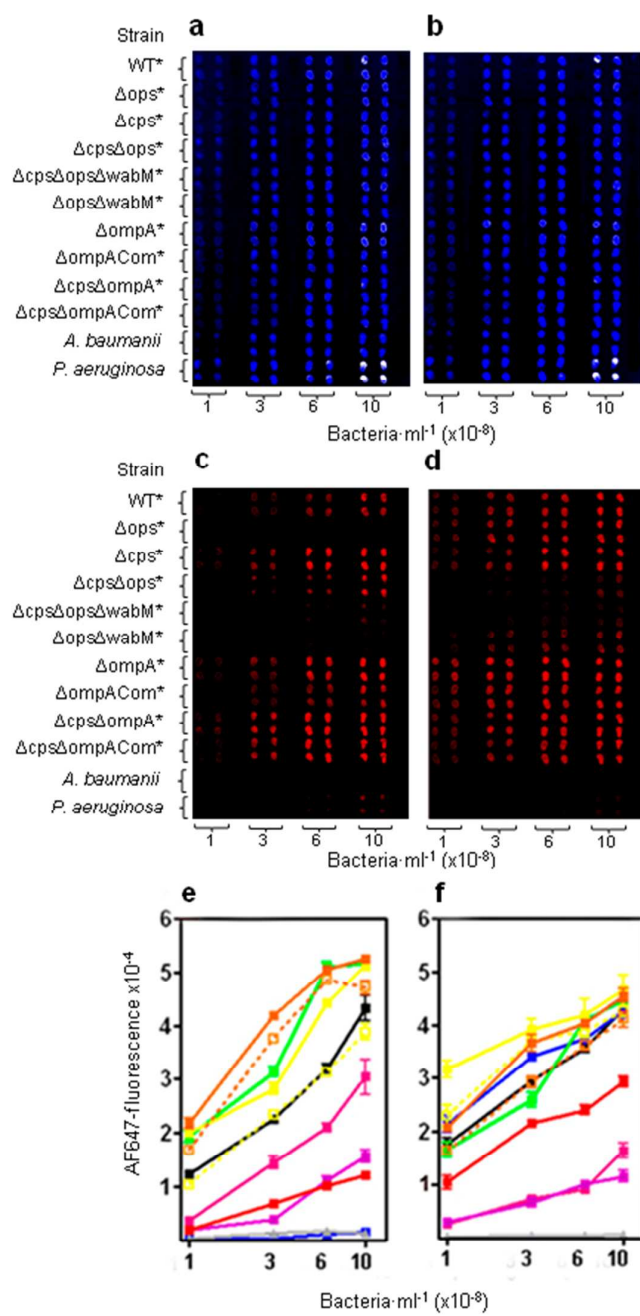 Strain
a
b
WT*
Δops*
Δcps*
ΔcpsΔops*
ΔcpsΔopsΔwabM*
ΔopsΔwabM*
ΔompA*
ΔompACom*
ΔcpsΔompA*
ΔcpsΔompACom*
A. baumanii
P. aeruginosa
1 3 6 10 1 3 6 10
Bacteria·ml-1 (x10-8)
Strain
c
d
WT*
Δops*
Δcps*
ΔcpsΔops*
ΔcpsΔopsΔwabM*
ΔopsΔwabM*
ΔompA*
ΔompACom*
ΔcpsΔompA*
ΔcpsΔompACom*
A. baumanii
P. aeruginosa
1 3 6 10 1 3 6 10
Bacteria·ml-1 (x10-8)
e
f
AF647-fluorescence x10-4
6
5
4
3
2
1
1 3 6 10
6
5
4
3
2
1
1 3 6 10
Bacteria·ml-1 (x10-8)